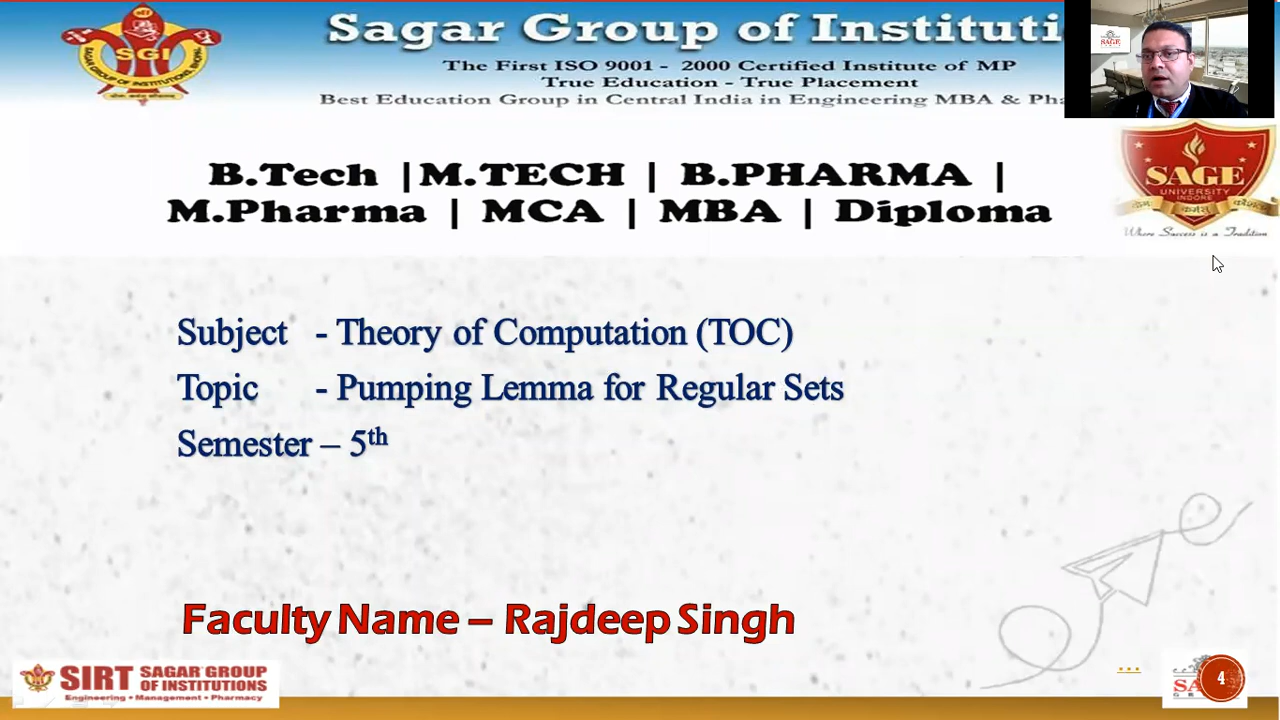 Sagar Group of Instituti
The First ISO 9001 - 2000 Certified Institute of MP
True Education - True Placement
Best Education Group in Central India in Engineering MBA & Pha
SGI
SAGE
B.Tech |M.TECH | B.PHARMA |
M.Pharma | MCA | MBA | Diploma
SAGE
UNIVERSITY
INDORE
Where Success is a Tradition
Subject - Theory of Computation (TOC)
Topic - Pumping Lemma for Regular Sets
Semester – 5th
Faculty Name – Rajdeep Singh
SIRT SAGAR GROUP
OF INSTITUTIONS
Engineering • Management • Pharmacy
...
4